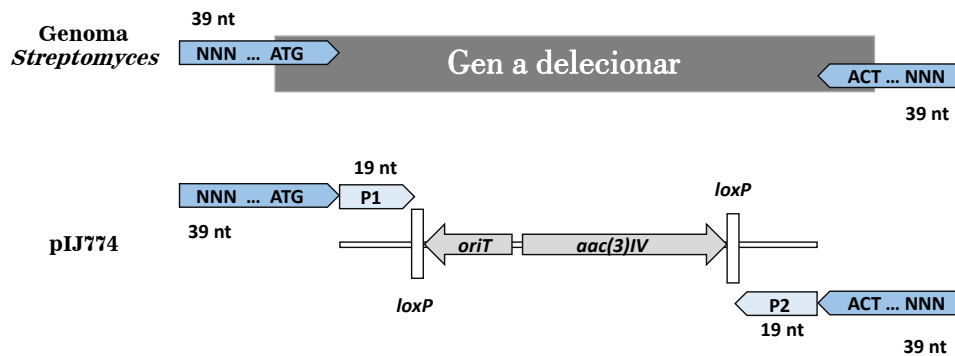 39 nt
Genoma
Streptomyces
NNN ... ATG
Gen a delecionar
ACT ... NNN
39 nt
19 nt
NNN ... ATG
P1
loxP
39 nt
pIJ774
oriT
aac(3)IV
loxP
P2
ACT ... NNN
19 nt
39 nt